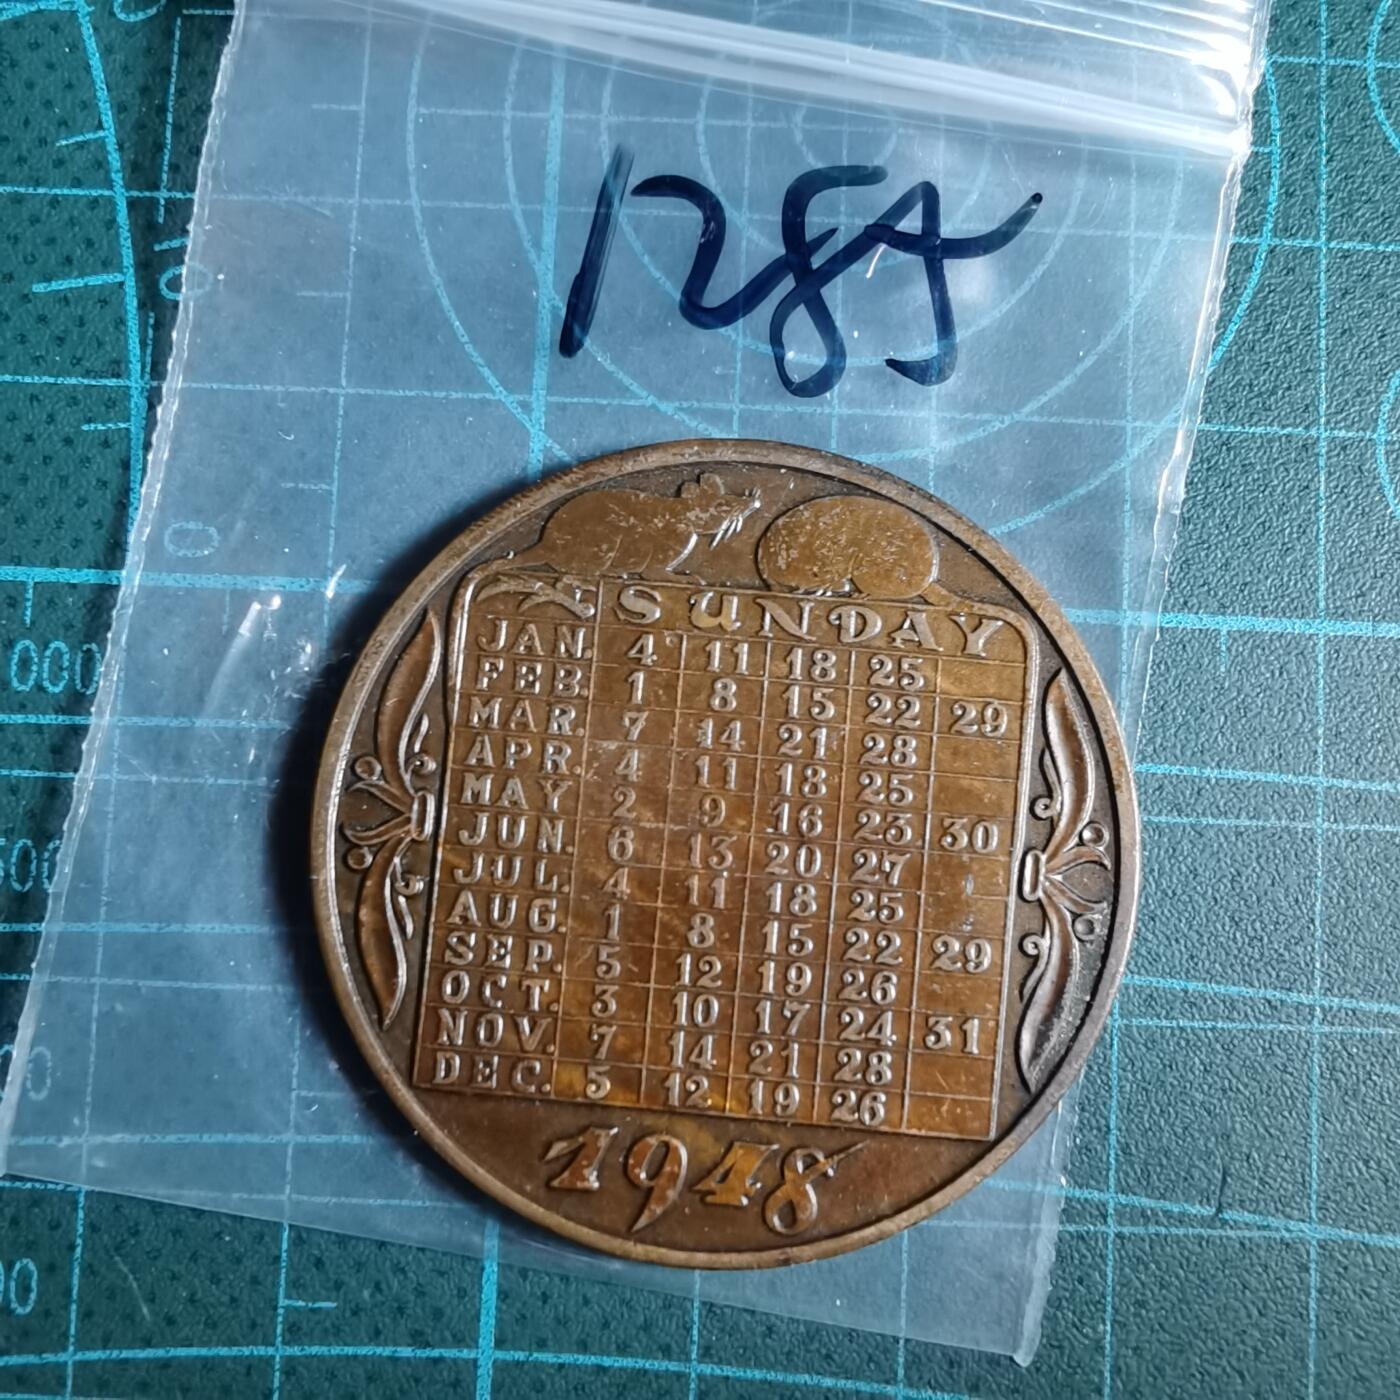 1285
SUNDAY
JAN. 4 11 18 25
FEB. 1 8 15 22 29
MAR. 7 14 21 28
APR. 4 11 18 25
MAY 2 9 16 23 30
JUN. 6 13 20 27
JUL. 4 11 18 25
AUG. 1 8 15 22 29
SEP. 5 12 19 26
OCT. 3 10 17 24 31
NOV. 7 14 21 28
DEC. 5 12 19 26
1948
0